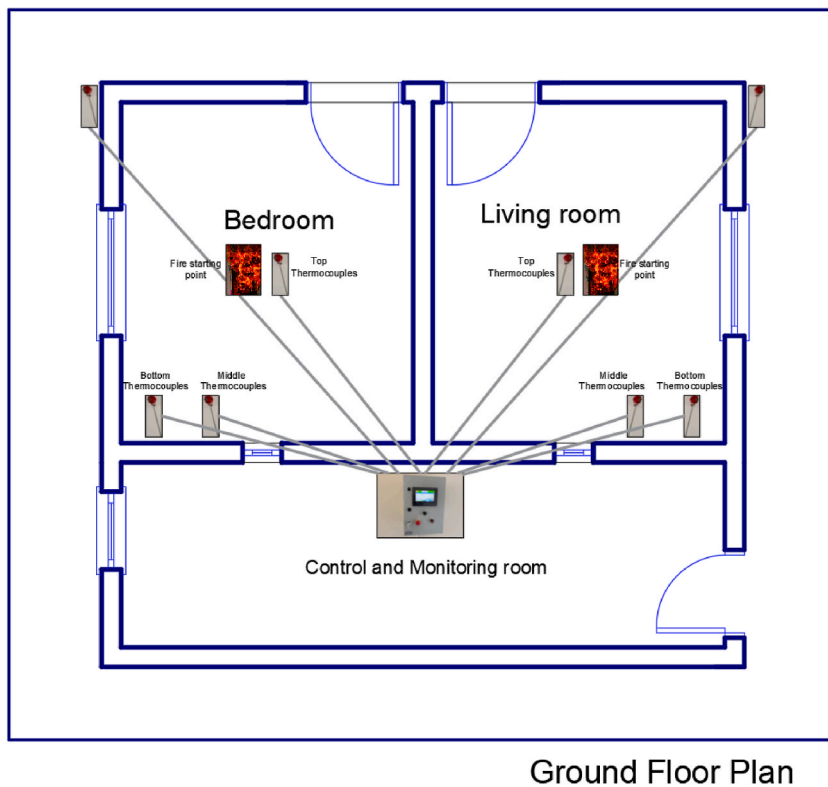 Bedroom
Living room
Fire starting
point
Top
Thermocouples
Top
Thermocouples
Fire starting
point
Bottom
Thermocouples
Middle
Thermocouples
Middle
Thermocouples
Bottom
Thermocouples
Control and Monitoring room
Ground Floor Plan